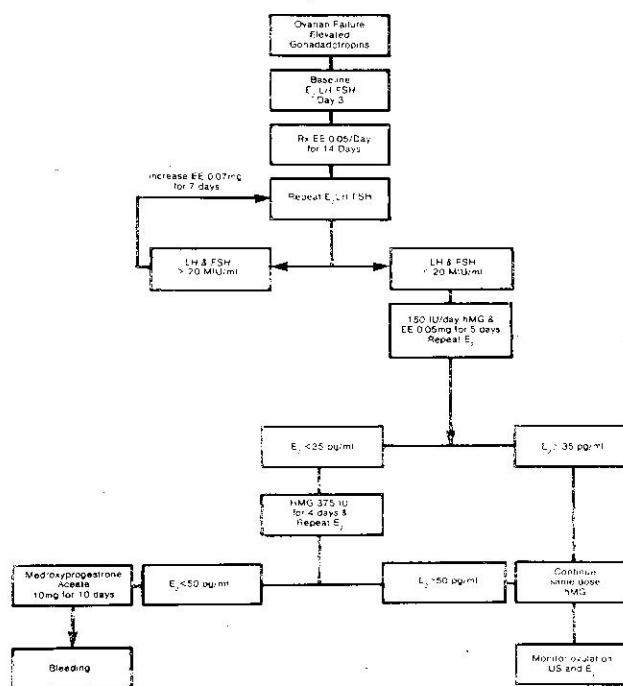 Ovarian Failure
Elevated
Gonadadotropins
Baseline
E₂ LH FSH
Day 3
Rx EE 0.05/Day
for 14 Days
Increase EE 0.07mg
for 7 days
Repeat E₂ LH FSH
LH & FSH
> 20 MIU/ml
LH & FSH
20 MIU/ml
150 IU/day hMG &
EE 0.05mg for 5 days
Repeat E₂
E₂ <35 pg/ml
E₂ 35 pg/ml
HMG 375 IU
for 4 days &
Repeat E₂
Medroxyprogestrone
Aceate
10mg for 10 days
E₂<50 pg/ml
E₂ 50 pg/ml
Continue
same dose
hMG
Bleeding
Monitor ovulation
US and E₂